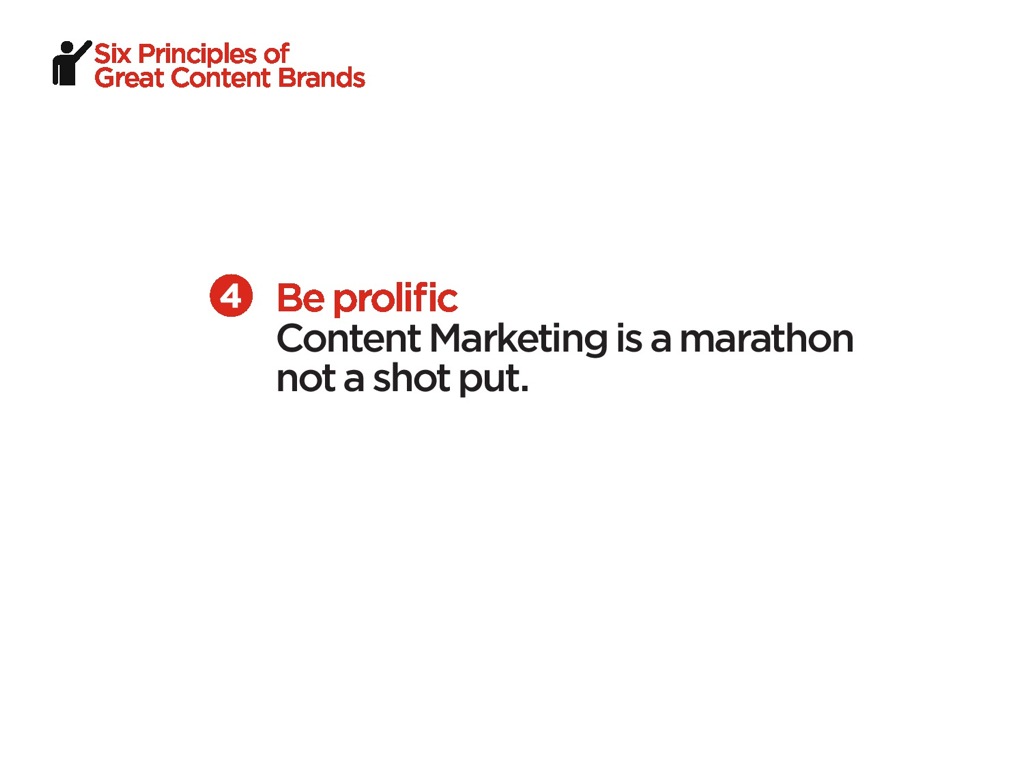 Six Principles of
Great Content Brands
4 Be prolific
Content Marketing is a marathon
not a shot put.